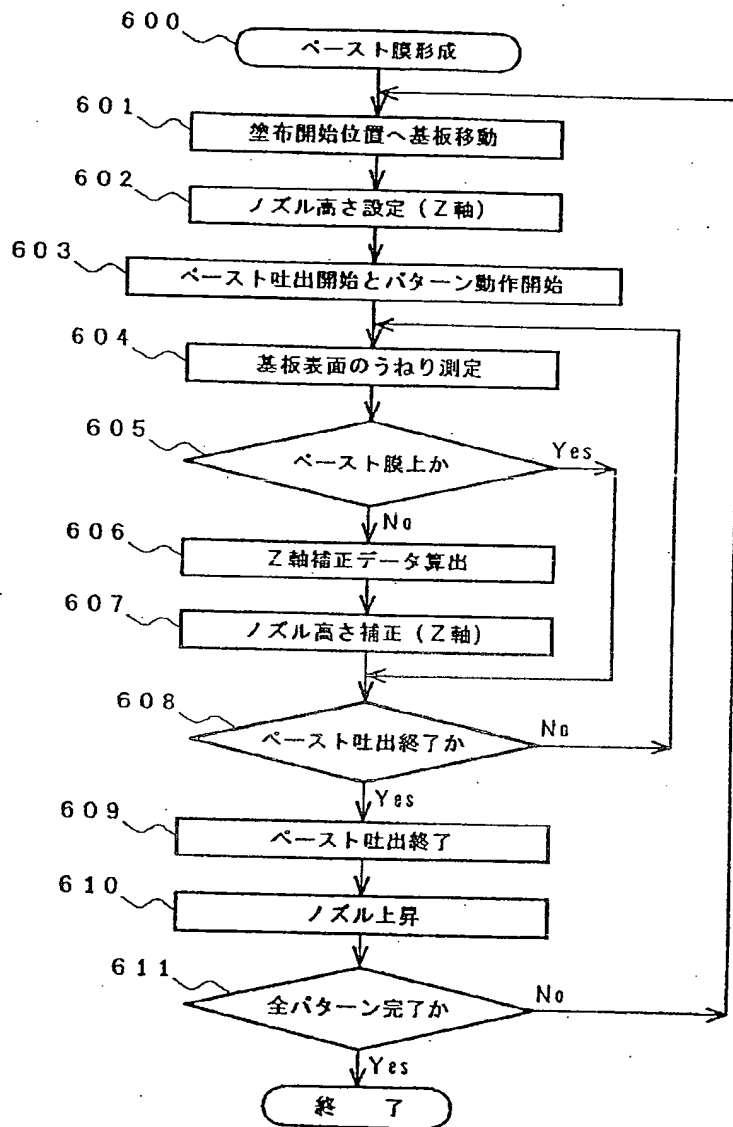 600
ペースト膜形成
601
塗布開始位置へ基板移動
602
ノズル高さ設定(Z軸)
603
ペースト吐出開始とパターン動作開始
604
基板表面のうねり測定
605
ペースト膜上か
Yes
No
606
Z軸補正データ算出
607
ノズル高さ補正(Z軸)
608
ペースト吐出終了か
No
Yes
609
ペースト吐出終了
610
ノズル上昇
611
全パターン完了か
No
Yes
終 了